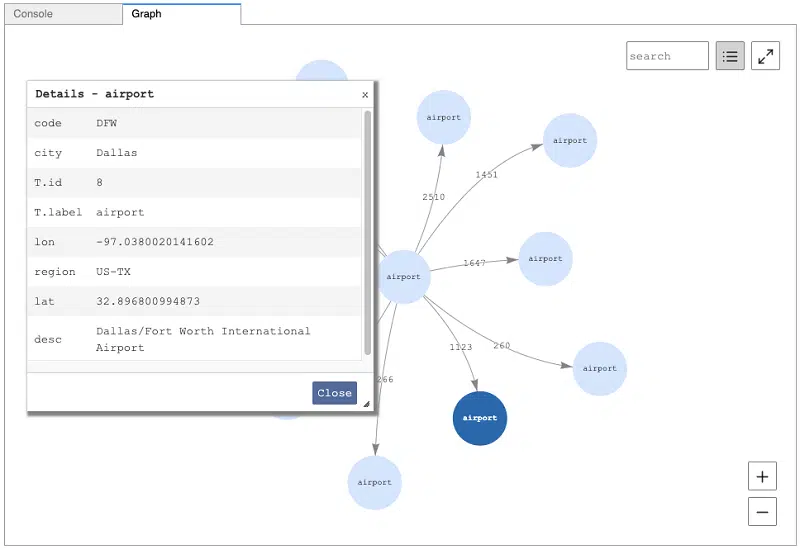 Console
Graph
search
Details - airport
×
code DFW
city Dallas
T.id 8
T.label airport
lon -97.0380020141602
region US-TX
lat 32.896800994873
desc Dallas/Fort Worth International
Airport
Close
airport
airport
1451
2510
airport
1647
airport
1123
260
airport
266
airport
airport
+
−